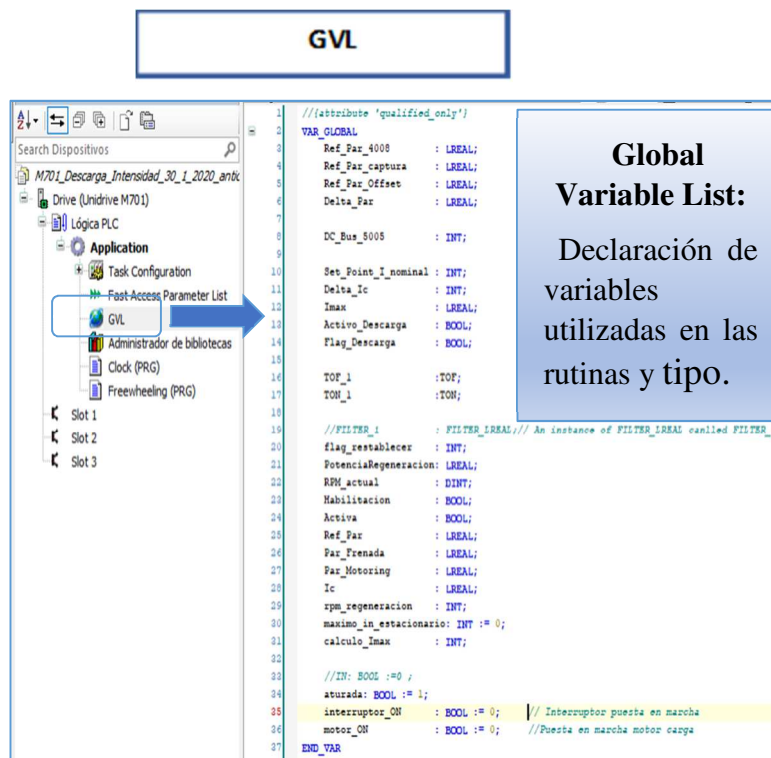 GVL
Search Dispositivos
M701_Descarga_Intensidad_30_1_2020_antic
Drive (Unidrive M701)
Lógica PLC
Application
Task Configuration
Fast Access Parameter List
GVL
Administrador de bibliotecas
Clock (PRG)
Freewheeling (PRG)
Slot 1
Slot 2
Slot 3
1 //{attribute 'qualified_only'}
2 VAR_GLOBAL
3 Ref_Par_4008 : LREAL;
4 Ref_Par_captura : LREAL;
5 Ref_Par_Offset : LREAL;
6 Delta_Par : LREAL;
7
8 DC_Bus_5005 : INT;
9
10 Set_Point_I_nominal : INT;
11 Delta_Ic : INT;
12 Imax : LREAL;
13 Activo_Descarga : BOOL;
14 Flag_Descarga : BOOL;
15
16 TOF_1 :TOF;
17 TON_1 :TON;
18
19 //FILTER_1 : FILTER_LREAL;// An instance of FILTER_LREAL canlled FILTER_
20 flag_restablecer : INT;
21 PotenciaRegeneracion: LREAL;
22 RPM_actual : DINT;
23 Habilitacion : BOOL;
24 Activa : BOOL;
25 Ref_Par : LREAL;
26 Par_Frenada : LREAL;
27 Par_Motoring : LREAL;
28 Ic : LREAL;
29 rpm_regeneracion : INT;
30 maximo_in_estacionario: INT := 0;
31 calculo_Imax : INT;
32
33 //IN: BOOL :=0 ;
34 aturada: BOOL := 1;
35 interruptor_ON : BOOL := 0; // Interruptor puesta en marcha
36 motor_ON : BOOL := 0; //Puesta en marcha motor carga
37 END_VAR
Global
Variable List:
Declaración de
variables
utilizadas en las
rutinas y tipo.